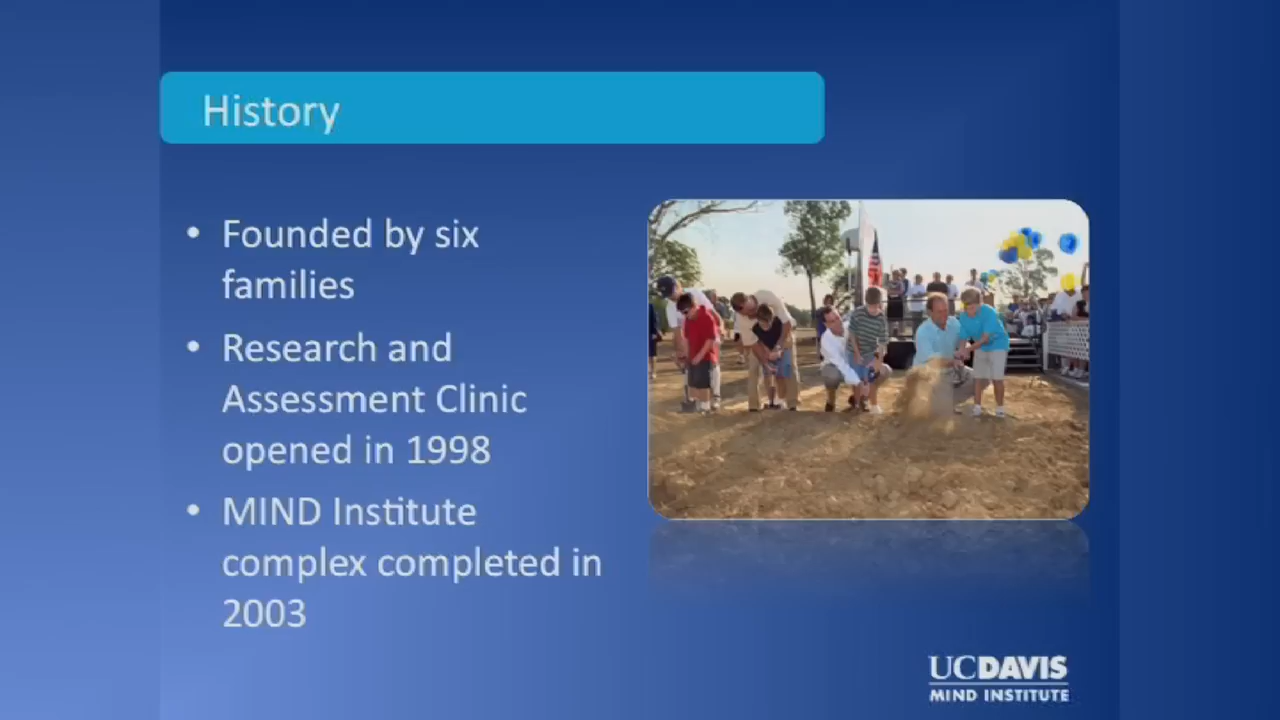 History
• Founded by six
families
• Research and
Assessment Clinic
opened in 1998
• MIND Institute
complex completed in
2003
UCDAVIS
MIND INSTITUTE